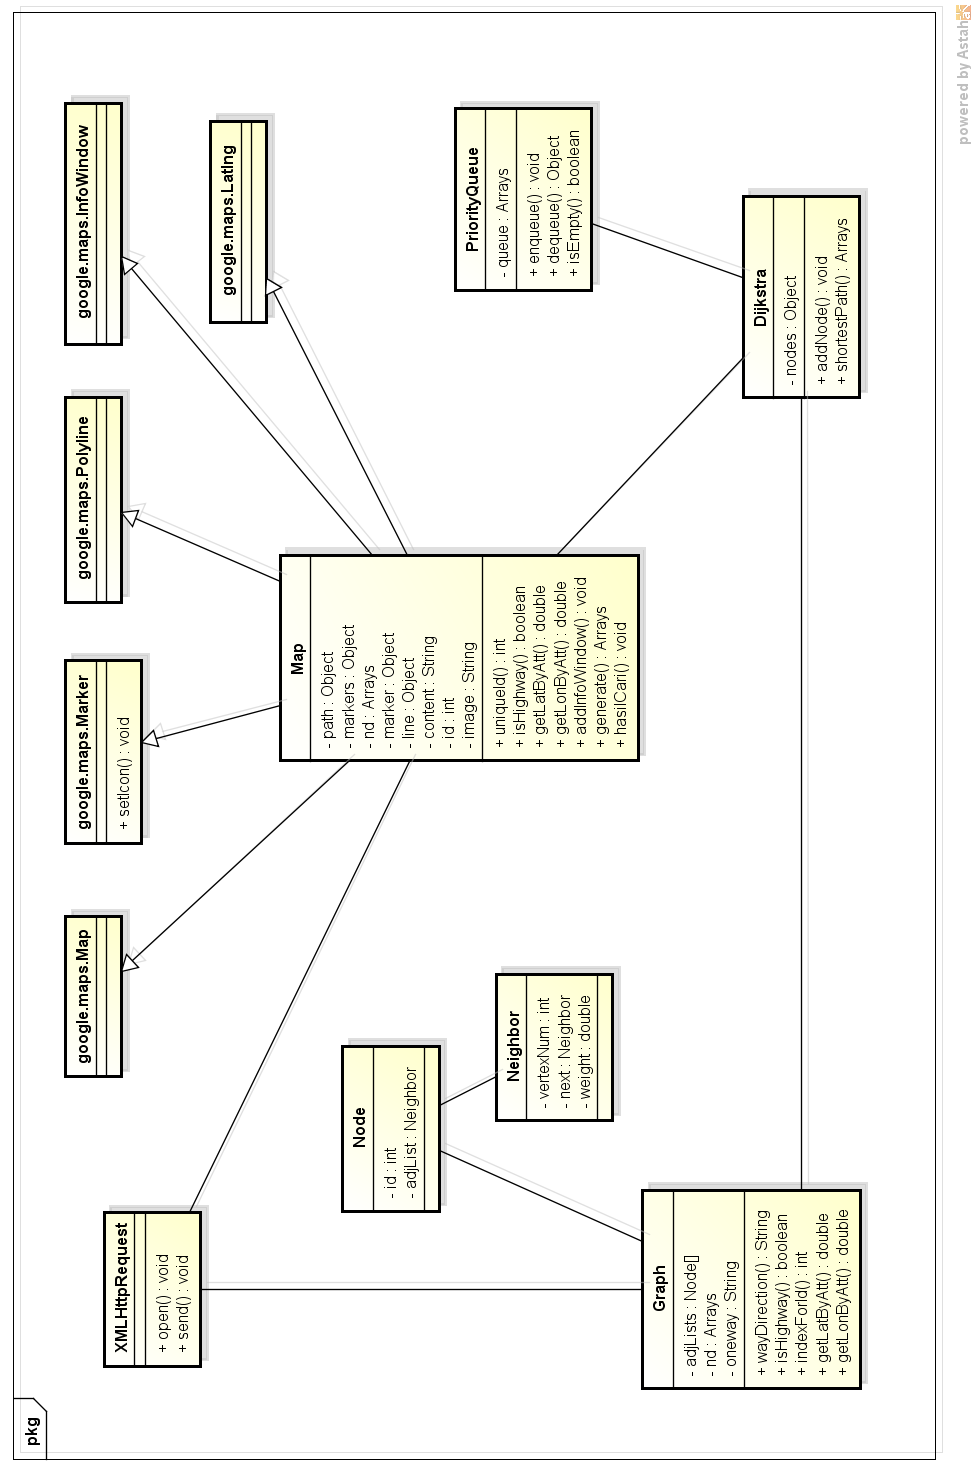 pkg
XMLHttpRequest
+ open() : void
+ send() : void
google.maps.Map
google.maps.Marker
+ setIcon() : void
google.maps.Polyline
google.maps.InfoWindow
google.maps.Latlng
Node
- id : int
- adjList : Neighbor
Neighbor
- vertexNum : int
- next : Neighbor
- weight : double
Map
- path : Object
- markers : Object
- nd : Arrays
- marker : Object
- line : Object
- content : String
- id : int
- image : String
+ uniqueId() : int
+ isHighway() : boolean
+ getLatByAtt() : double
+ getLonByAtt() : double
+ addInfoWindow() : void
+ generate() : Arrays
+ hasilCari() : void
PriorityQueue
- queue : Arrays
+ enqueue() : void
+ dequeue() : Object
+ isEmpty() : boolean
Graph
- adjLists : Node[]
- nd : Arrays
- oneway : String
+ wayDirection() : String
+ isHighway() : boolean
+ indexForId() : int
+ getLatByAtt() : double
+ getLonByAtt() : double
Dijkstra
- nodes : Object
+ addNode() : void
+ shortestPath() : Arrays
powered by Astah